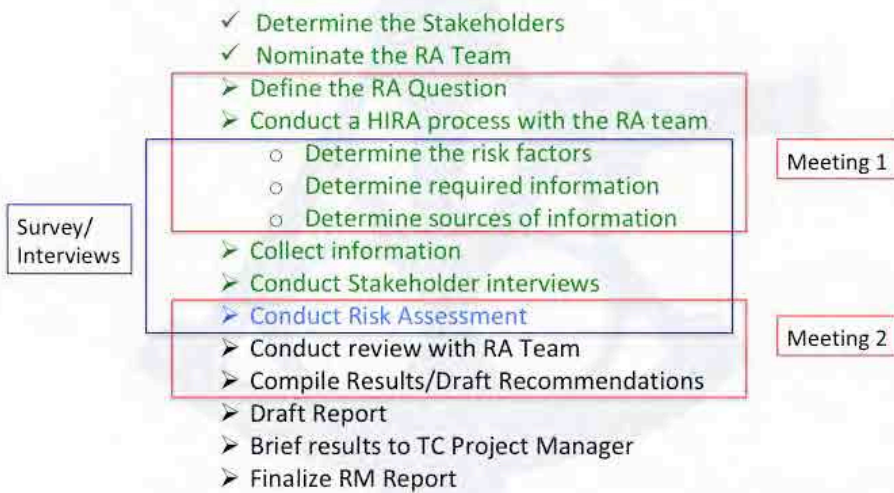 ✓ Determine the Stakeholders
✓ Nominate the RA Team
➢ Define the RA Question
➢ Conduct a HIRA process with the RA team
○ Determine the risk factors
○ Determine required information
○ Determine sources of information
➢ Collect information
➢ Conduct Stakeholder interviews
➢ Conduct Risk Assessment
➢ Conduct review with RA Team
➢ Compile Results/Draft Recommendations
➢ Draft Report
➢ Brief results to TC Project Manager
➢ Finalize RM Report
Survey/
Interviews
Meeting 1
Meeting 2